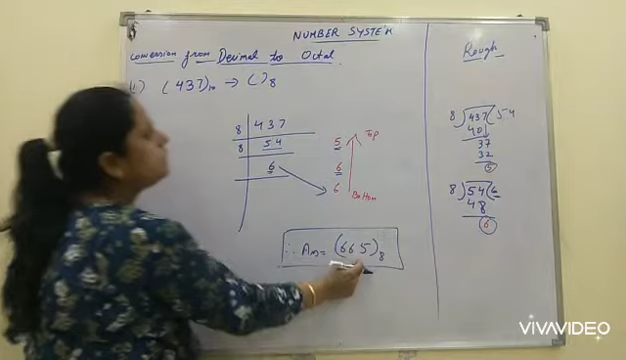 NUMBER SYSTEM
Conversion from Decimal to Octal
(437)10 → ( )8
8 437
8 54 5
6 6
6
Top
Bottom
∴ Ans = (665)8
Rough
8 ) 437 ( 54
40↓
37
32
5
8 ) 54 ( 6
48
6
VIVAVIDEO